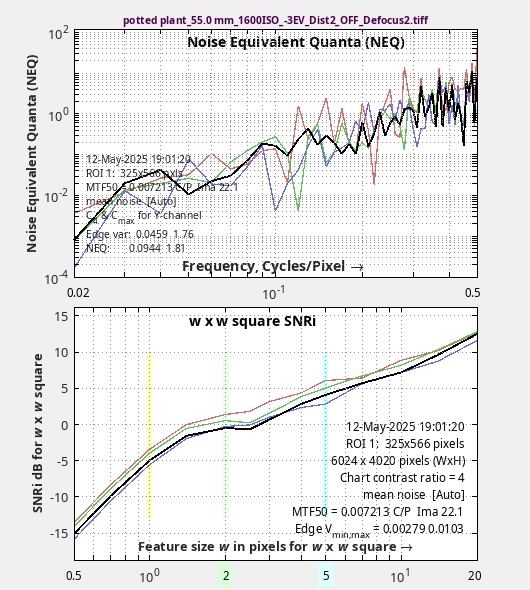 potted plant_55.0 mm_1600ISO_-3EV_Dist2_OFF_Defocus2.tiff
Noise Equivalent Quanta (NEQ)
Noise Equivalent Quanta (NEQ)
10^2
10^0
10^-2
10^-4
12-May-2025 19:01:20
ROI 1: 325x566 pxls
MTF50 = 0.007213 C/P Ima 22.1
mean noise [Auto]
& C_max for Y-channel
Edge var: 0.0459 1.76
NEQ: 0.0944 1.81
Frequency, Cycles/Pixel →
0.02 10^-1 0.5
w x w square SNRi
SNRi dB for w x w square
15
10
5
0
-5
-10
-15
12-May-2025 19:01:20
ROI 1: 325x566 pixels
6024 x 4020 pixels (WxH)
Chart contrast ratio = 4
mean noise [Auto]
MTF50 = 0.007213 C/P Ima 22.1
Edge V_min,max = 0.00279 0.0103
Feature size w in pixels for w x w square →
0.5 10^0 2 5 10^1 20